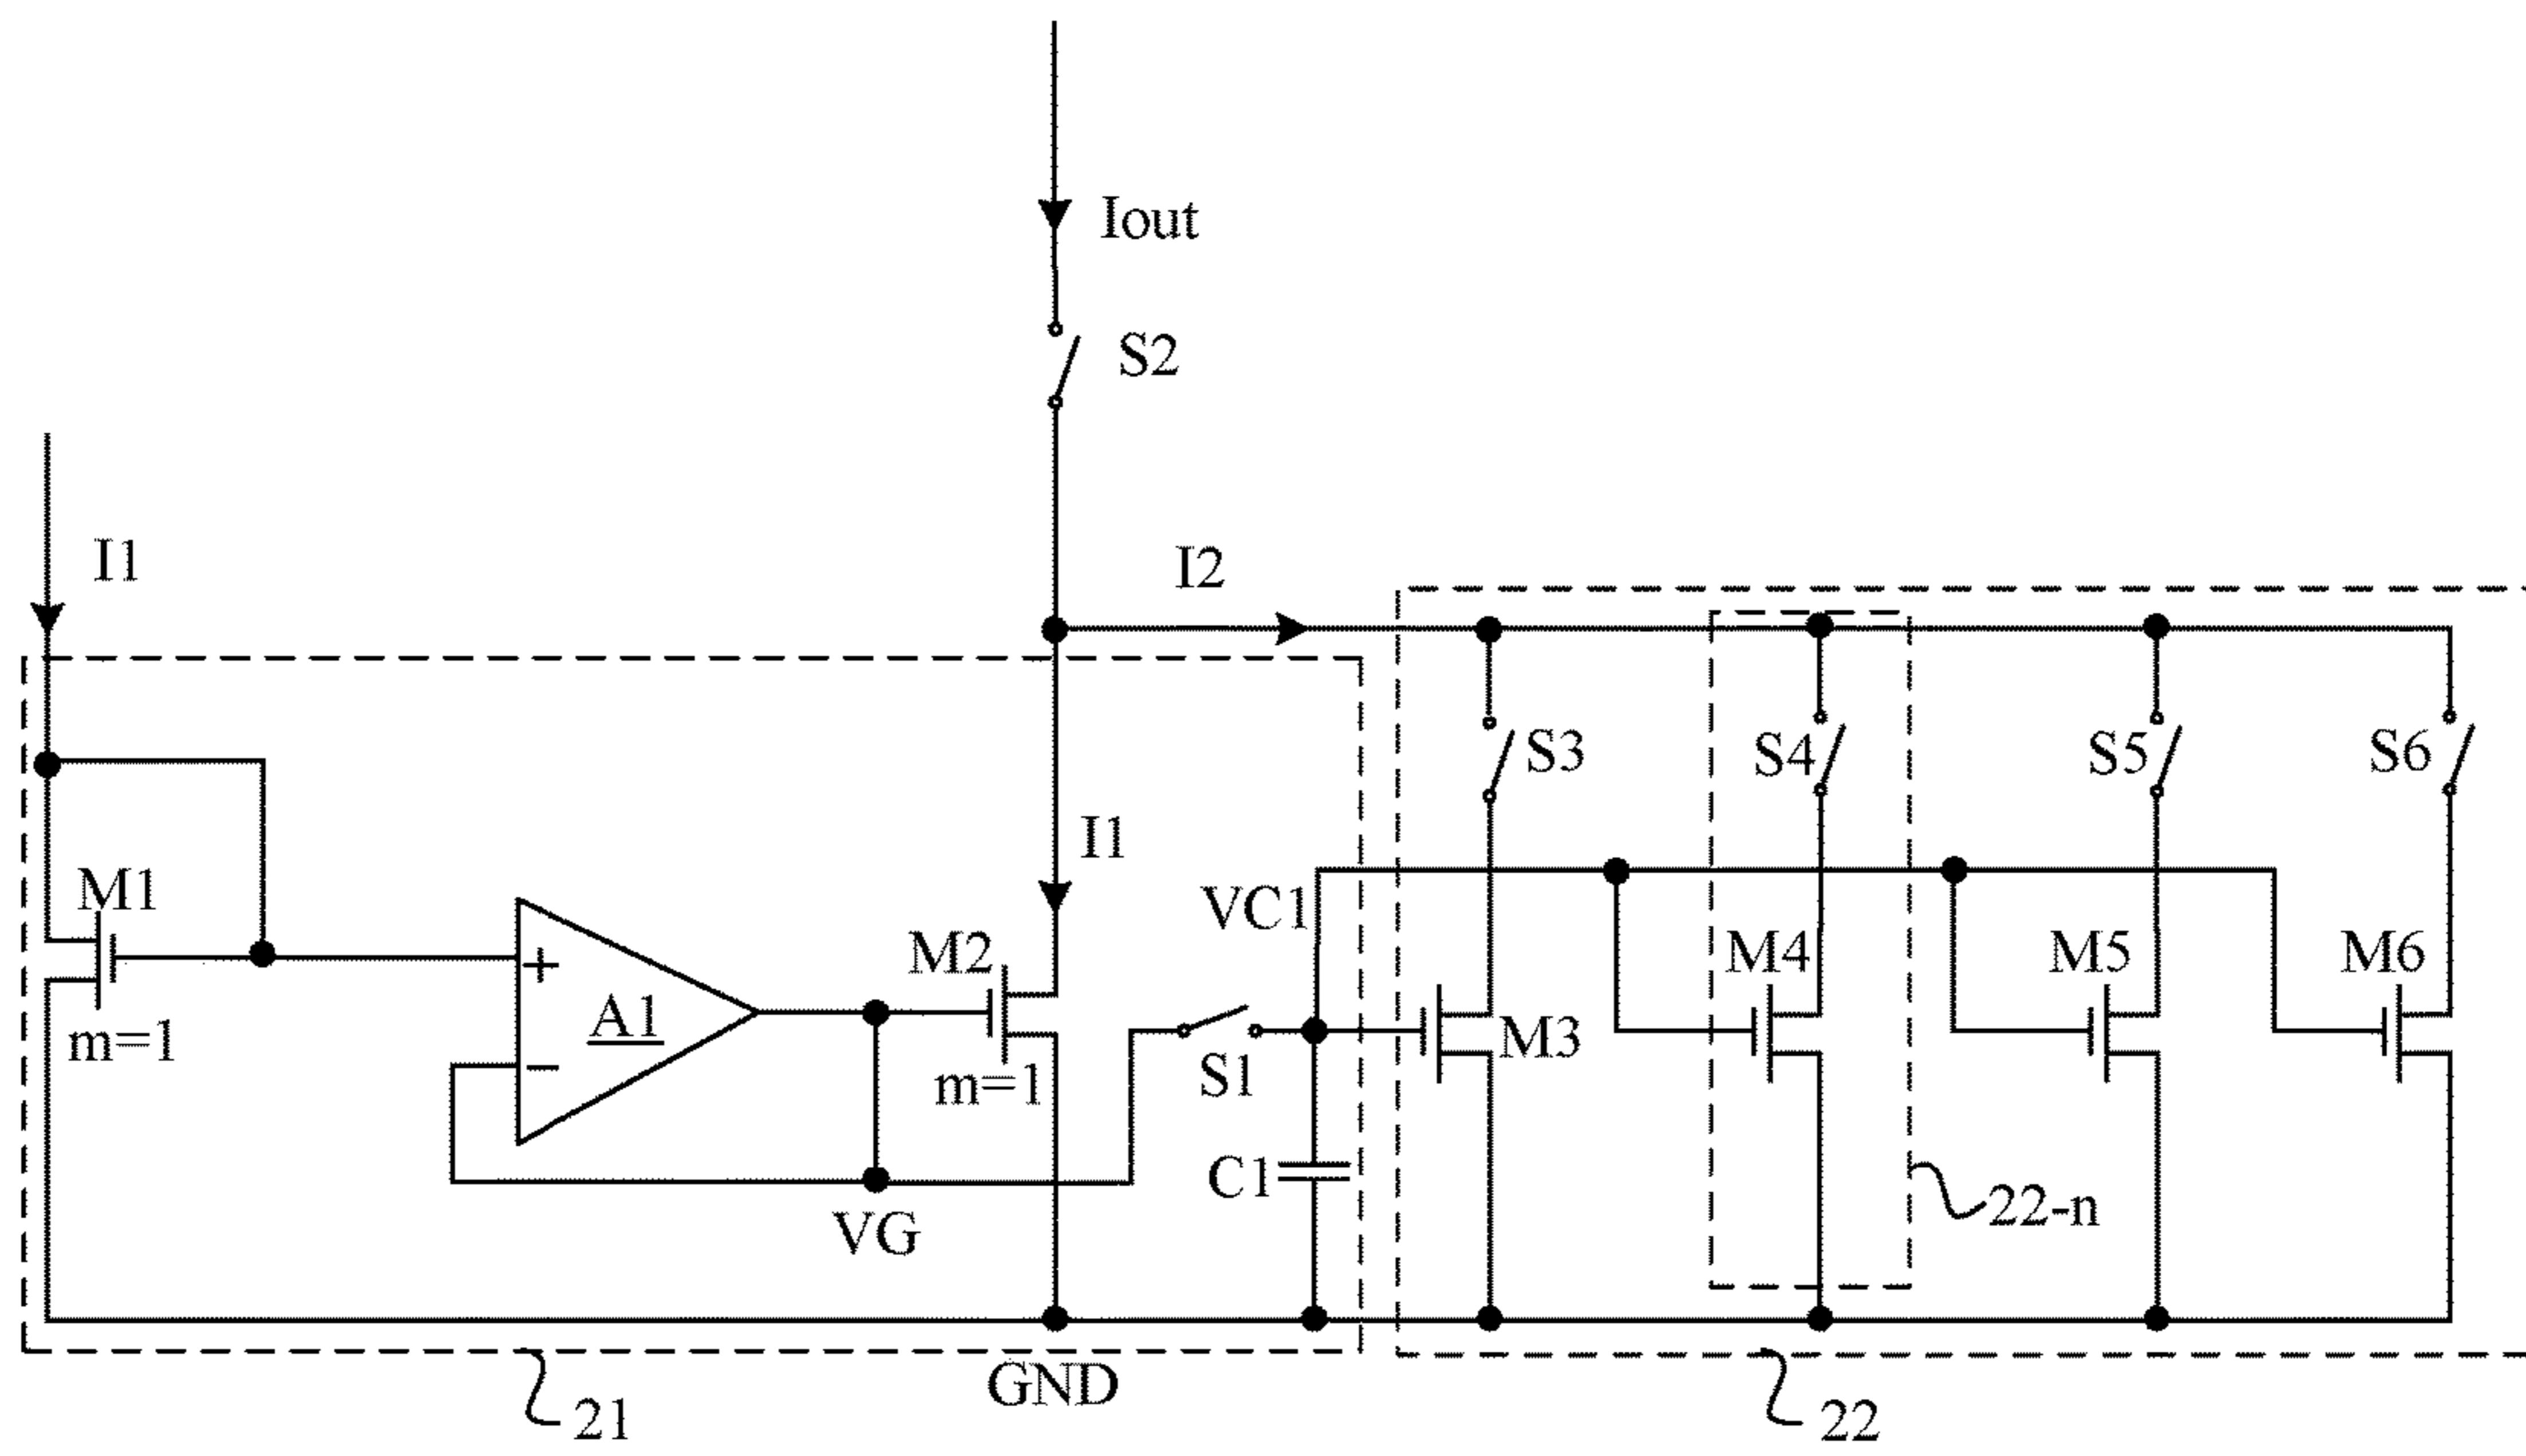 Iout
S2
I1
I2
S3
S4
S5
S6
I1
M1
VC1
M2
M4
M5
M6
+
A1
M3
m=1
−
m=1
S1
C1
22-n
VG
GND
21
22